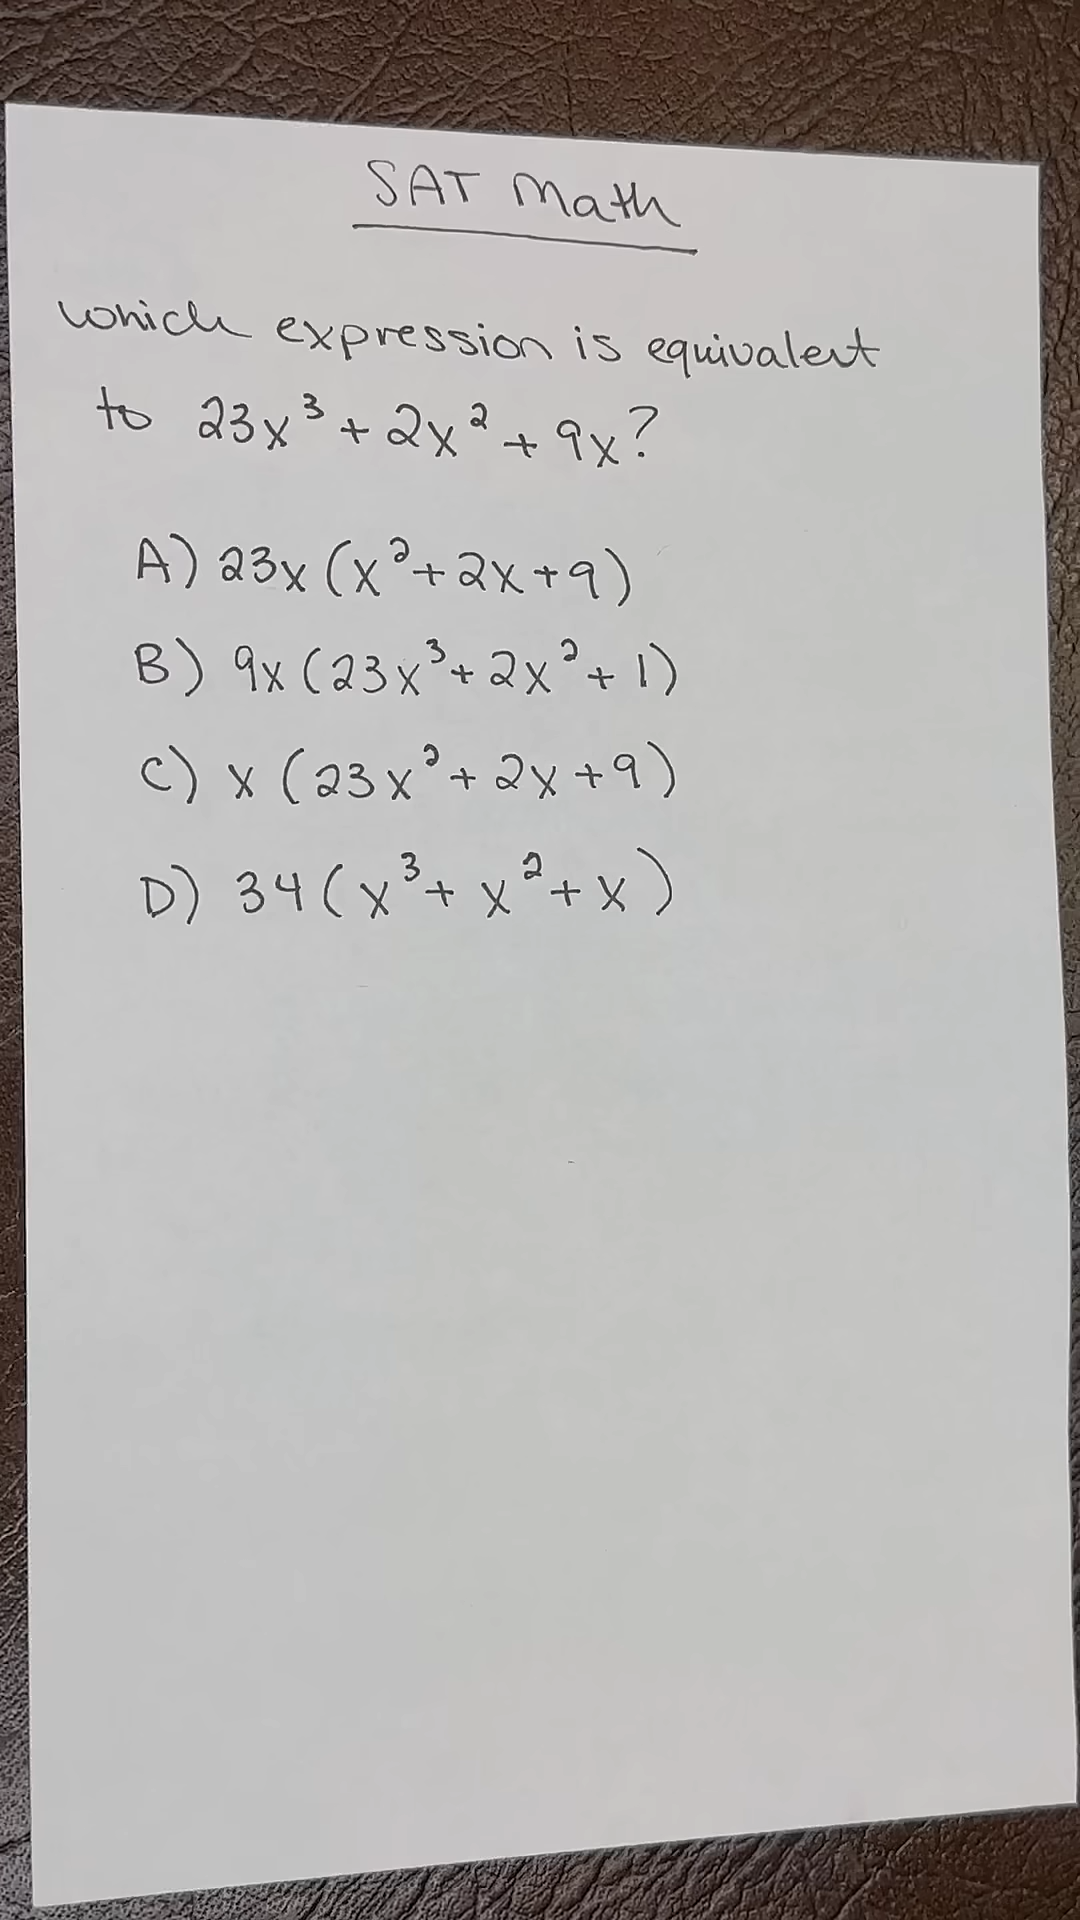 SAT Math
which expression is equivalent
to 23x³ + 2x² + 9x?
A) 23x (x² + 2x + 9)
B) 9x (23x³ + 2x² + 1)
C) x (23x² + 2x + 9)
D) 34 (x³ + x² + x)